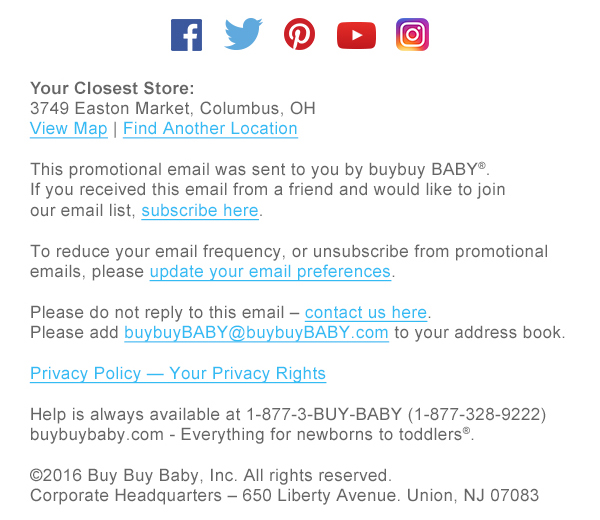 Your Closest Store:
3749 Easton Market, Columbus, OH
View Map | Find Another Location
This promotional email was sent to you by buybuy BABY®.
If you received this email from a friend and would like to join
our email list, subscribe here.
To reduce your email frequency, or unsubscribe from promotional
emails, please update your email preferences.
Please do not reply to this email – contact us here.
Please add buybuyBABY@buybuyBABY.com to your address book.
Privacy Policy — Your Privacy Rights
Help is always available at 1-877-3-BUY-BABY (1-877-328-9222)
buybuybaby.com - Everything for newborns to toddlers®.
©2016 Buy Buy Baby, Inc. All rights reserved.
Corporate Headquarters – 650 Liberty Avenue. Union, NJ 07083